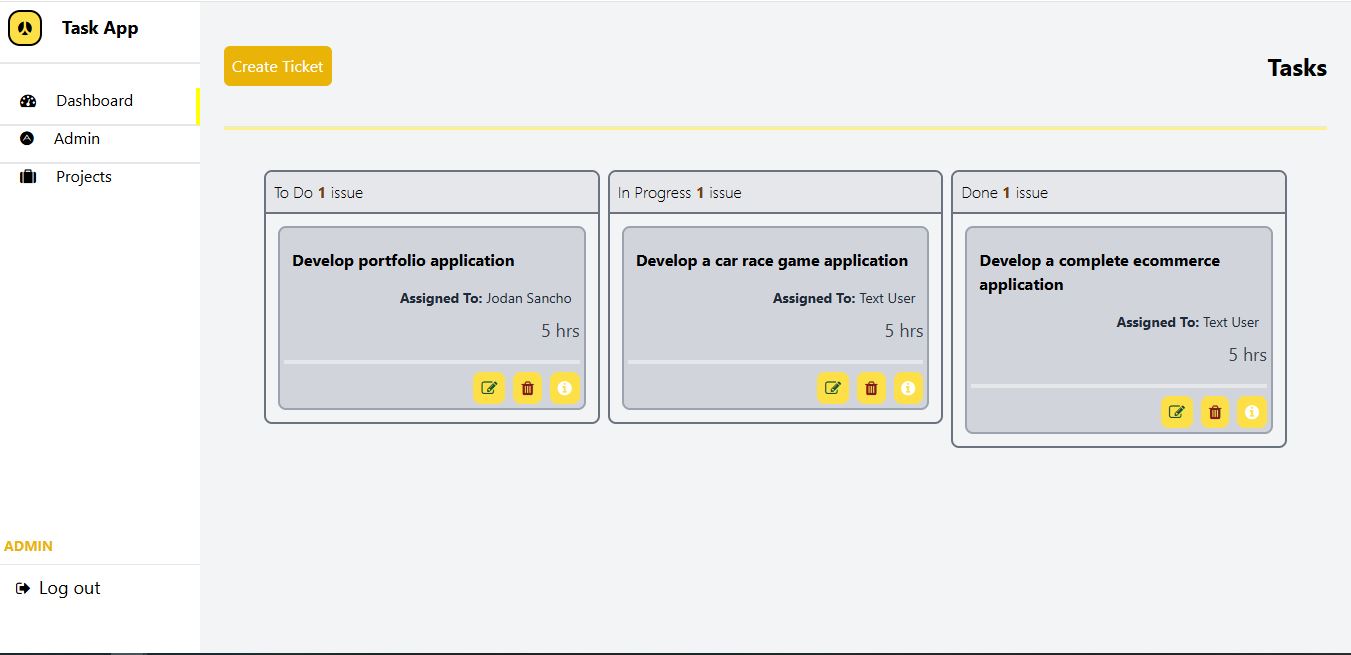 Task App
Dashboard
Admin
Projects
ADMIN
Log out
Create Ticket
Tasks
To Do 1 issue
Develop portfolio application
Assigned To: Jodan Sancho
5 hrs
In Progress 1 issue
Develop a car race game application
Assigned To: Text User
5 hrs
Done 1 issue
Develop a complete ecommerce
application
Assigned To: Text User
5 hrs